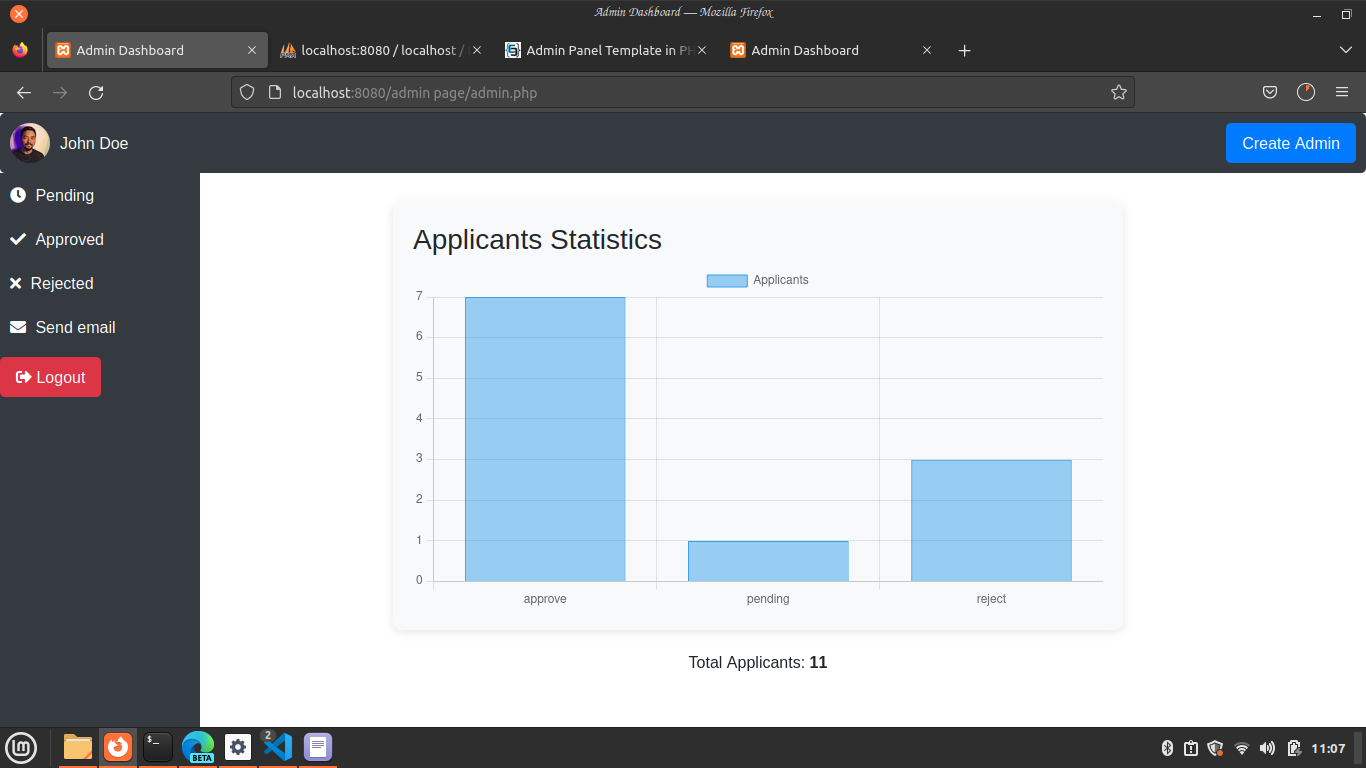 Admin Dashboard — Mozilla Firefox
Admin Dashboard
localhost:8080 / localhost /
Admin Panel Template in PH
Admin Dashboard
localhost:8080/admin page/admin.php
John Doe
Create Admin
Pending
Approved
Rejected
Send email
Logout
Applicants Statistics
Applicants
7
6
5
4
3
2
1
0
approve
pending
reject
Total Applicants: 11
$_
BETA
2
11:07